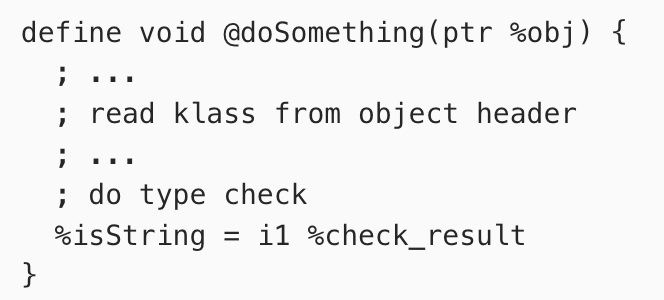 define void @doSomething(ptr %obj) {
  ; ...
  ; read klass from object header
  ; ...
  ; do type check
  %isString = i1 %check_result
}